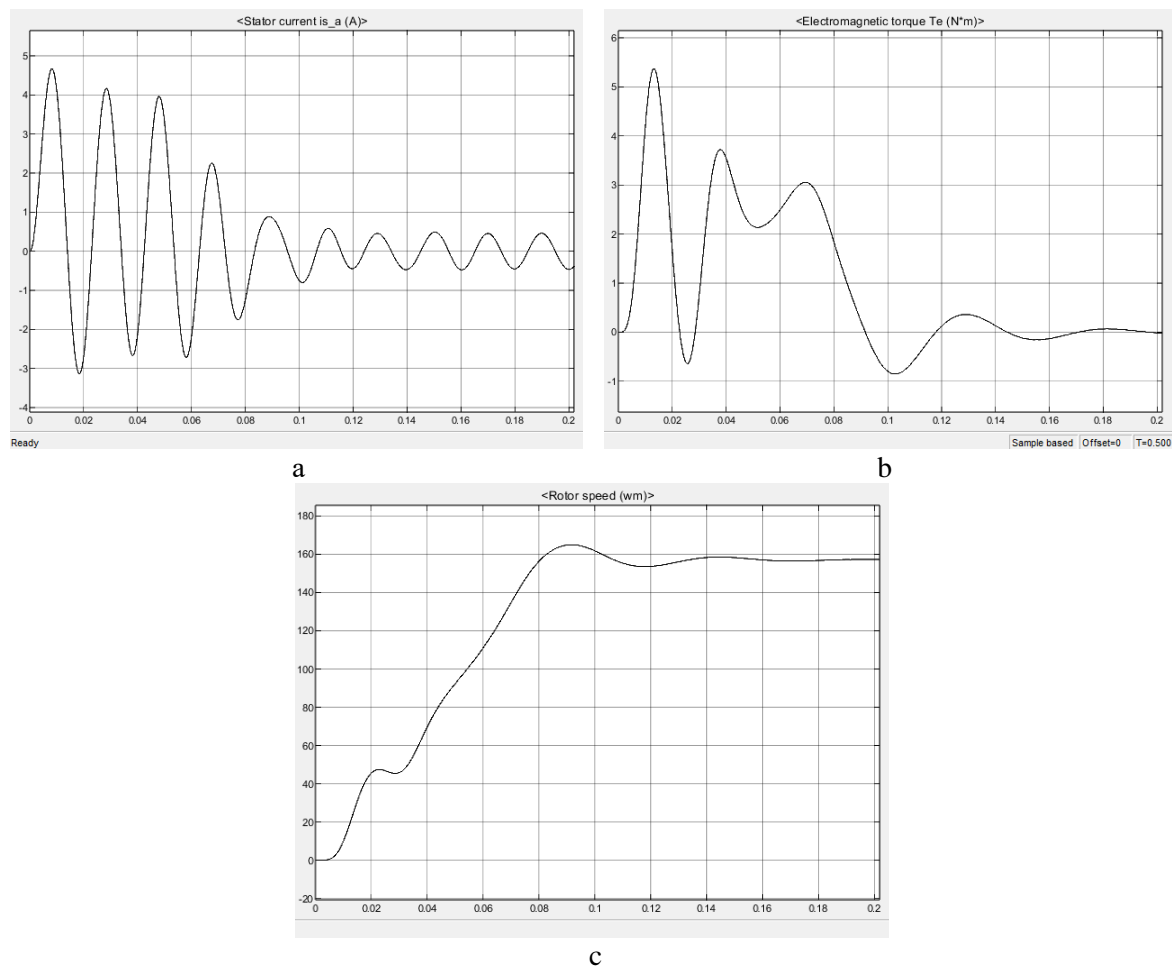 <Stator current is_a (A)>
5
4
3
2
1
0
-1
-2
-3
-4
0 0.02 0.04 0.06 0.08 0.1 0.12 0.14 0.16 0.18 0.2
Ready
a
<Electromagnetic torque Te (N*m)>
6
5
4
3
2
1
0
-1
0 0.02 0.04 0.06 0.08 0.1 0.12 0.14 0.16 0.18 0.2
Sample based Offset=0 T=0.500
b
<Rotor speed (wm)>
180
160
140
120
100
80
60
40
20
0
-20
0 0.02 0.04 0.06 0.08 0.1 0.12 0.14 0.16 0.18 0.2
c